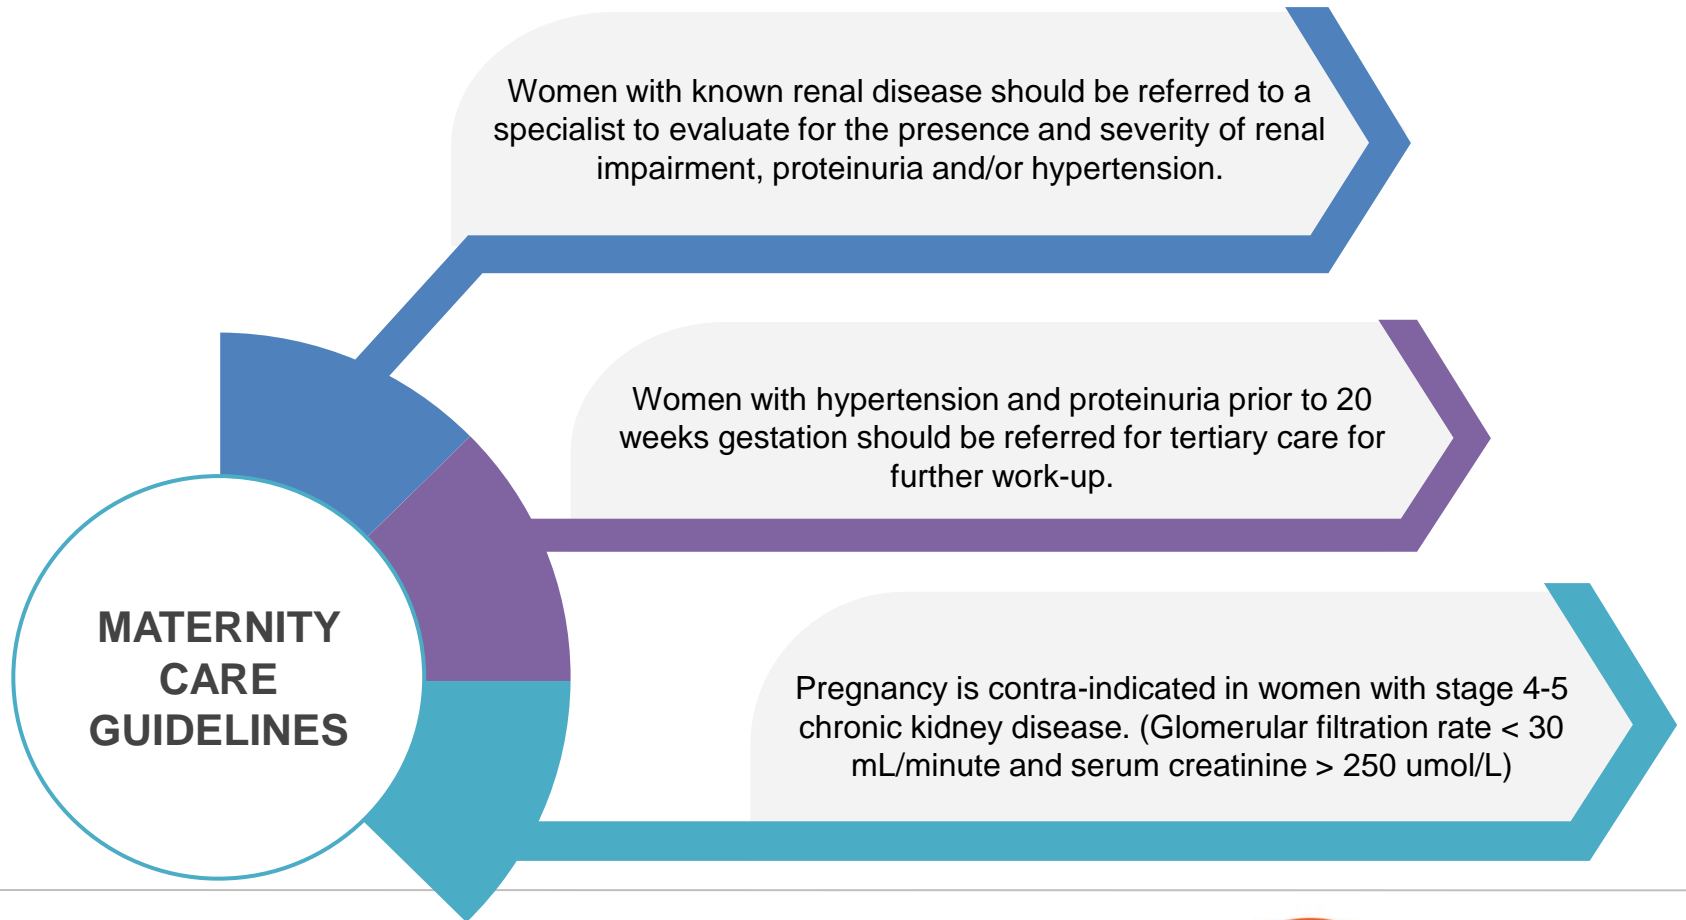 Women with known renal disease should be referred to a
specialist to evaluate for the presence and severity of renal
impairment, proteinuria and/or hypertension.
Women with hypertension and proteinuria prior to 20
weeks gestation should be referred for tertiary care for
further work-up.
MATERNITY
CARE
GUIDELINES
Pregnancy is contra-indicated in women with stage 4-5
chronic kidney disease. (Glomerular filtration rate < 30
mL/minute and serum creatinine > 250 umol/L)